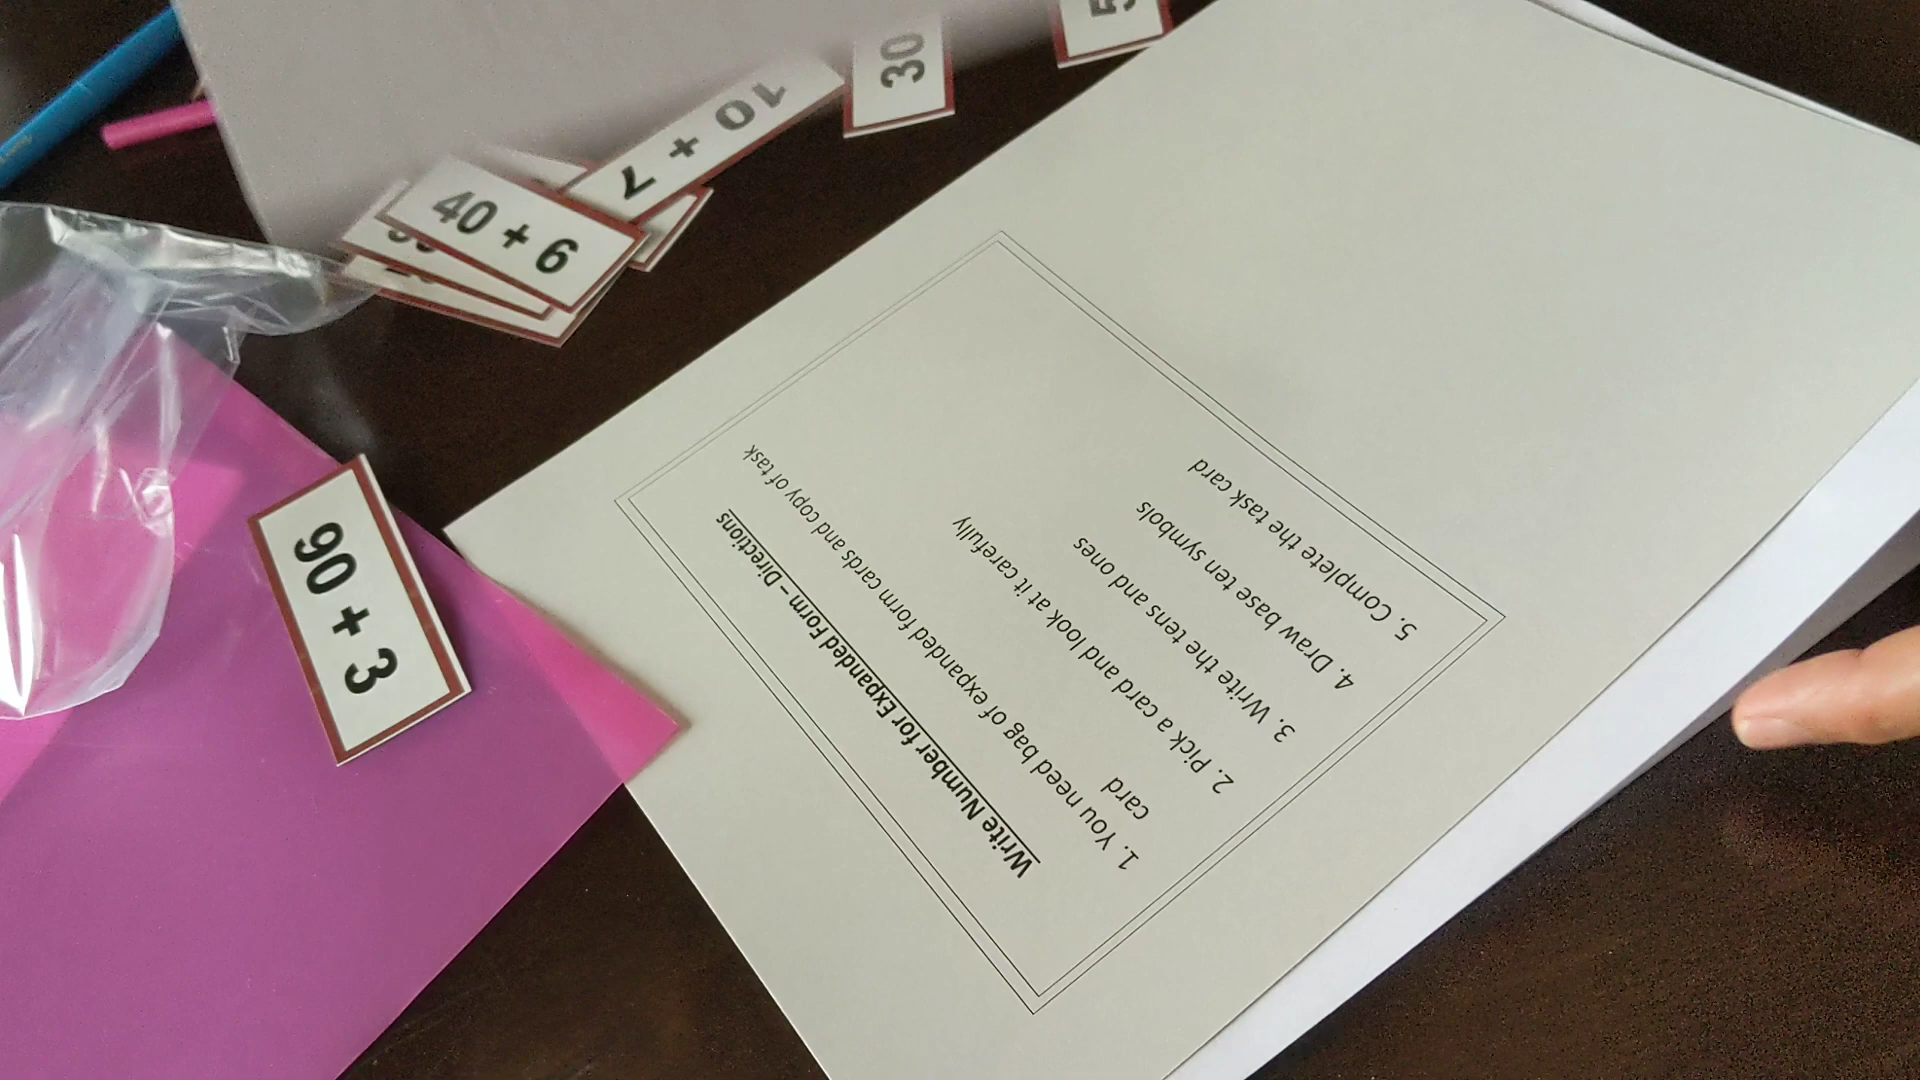 Write Number for Expanded Form – Directions
1. You need bag of expanded form cards and copy of task
card
2. Pick a card and look at it carefully
3. Write the tens and ones
4. Draw base ten symbols
5. Complete the task card
90 + 3
40 + 6
10 + 7
30
5